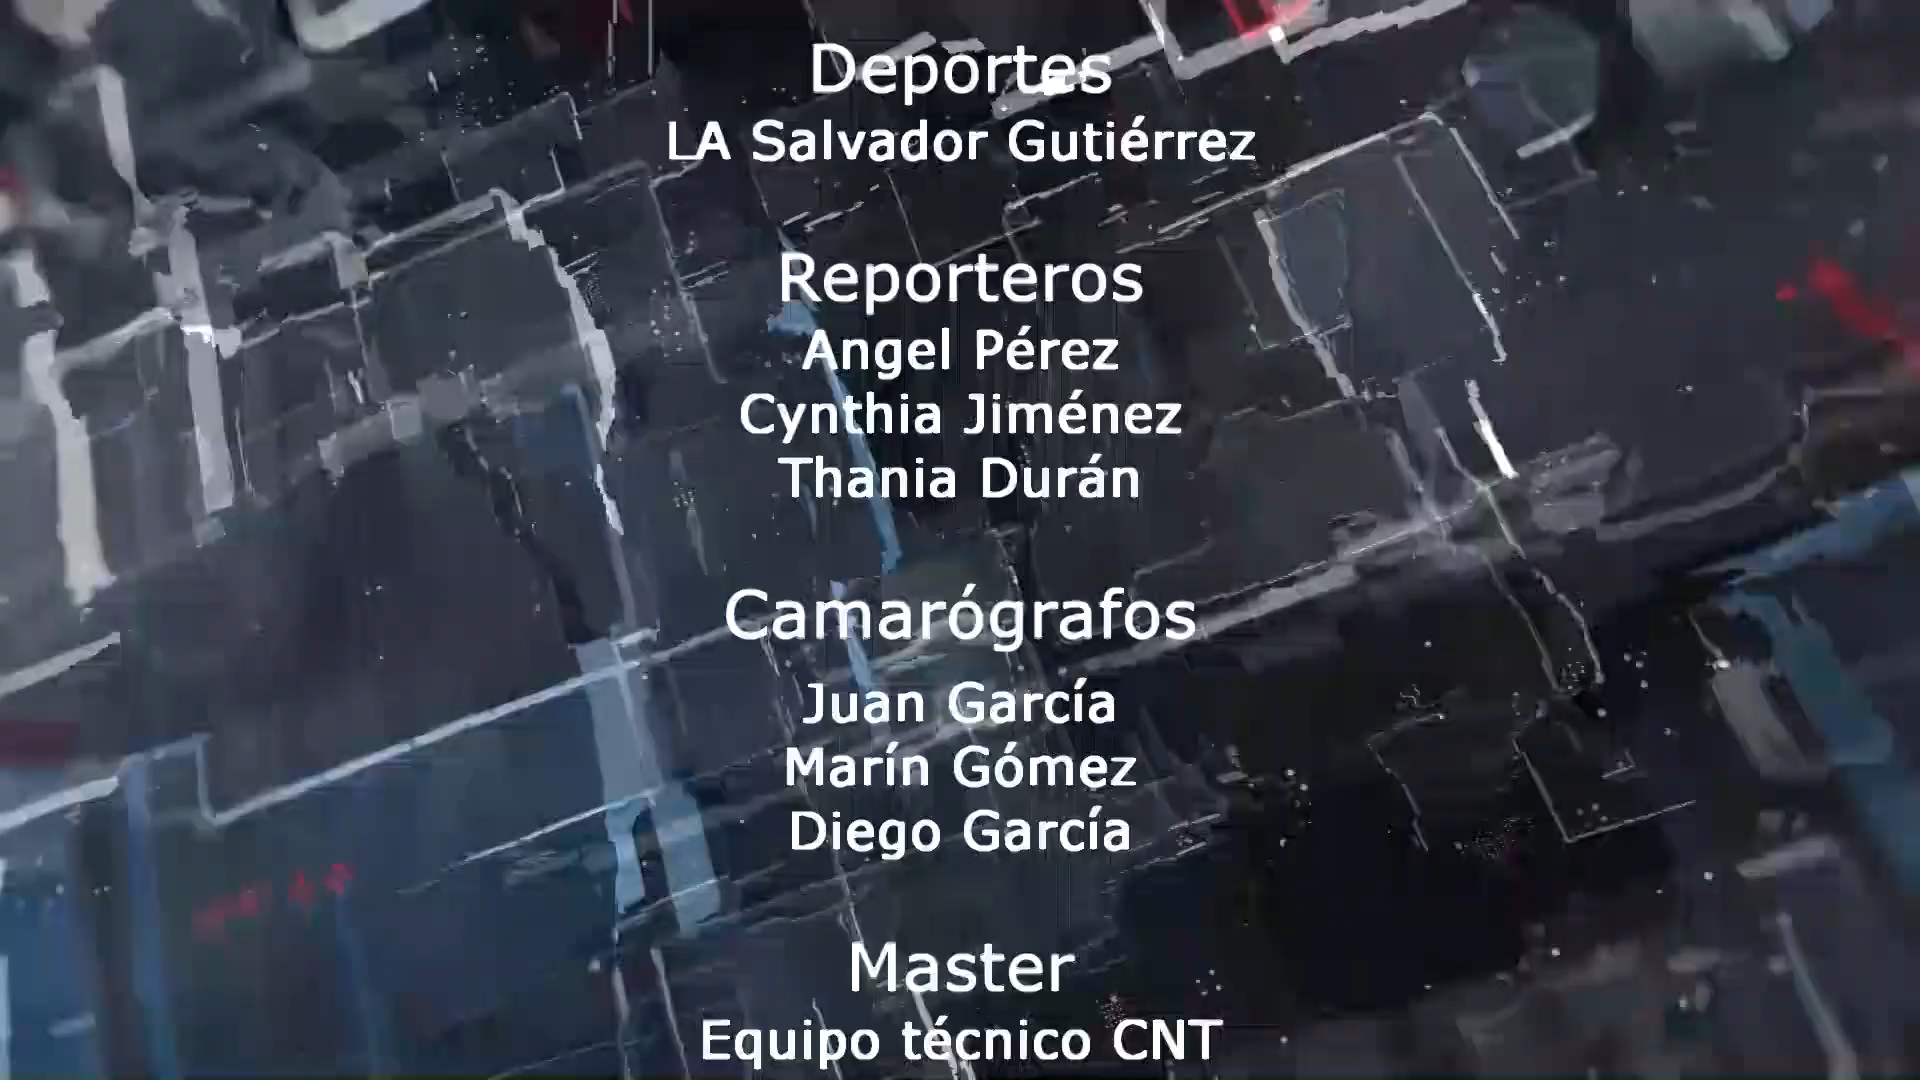 Deportes
LA Salvador Gutiérrez
Reporteros
Angel Pérez
Cynthia Jiménez
Thania Durán
Camarógrafos
Juan García
Marín Gómez
Diego García
Master
Equipo técnico CNT